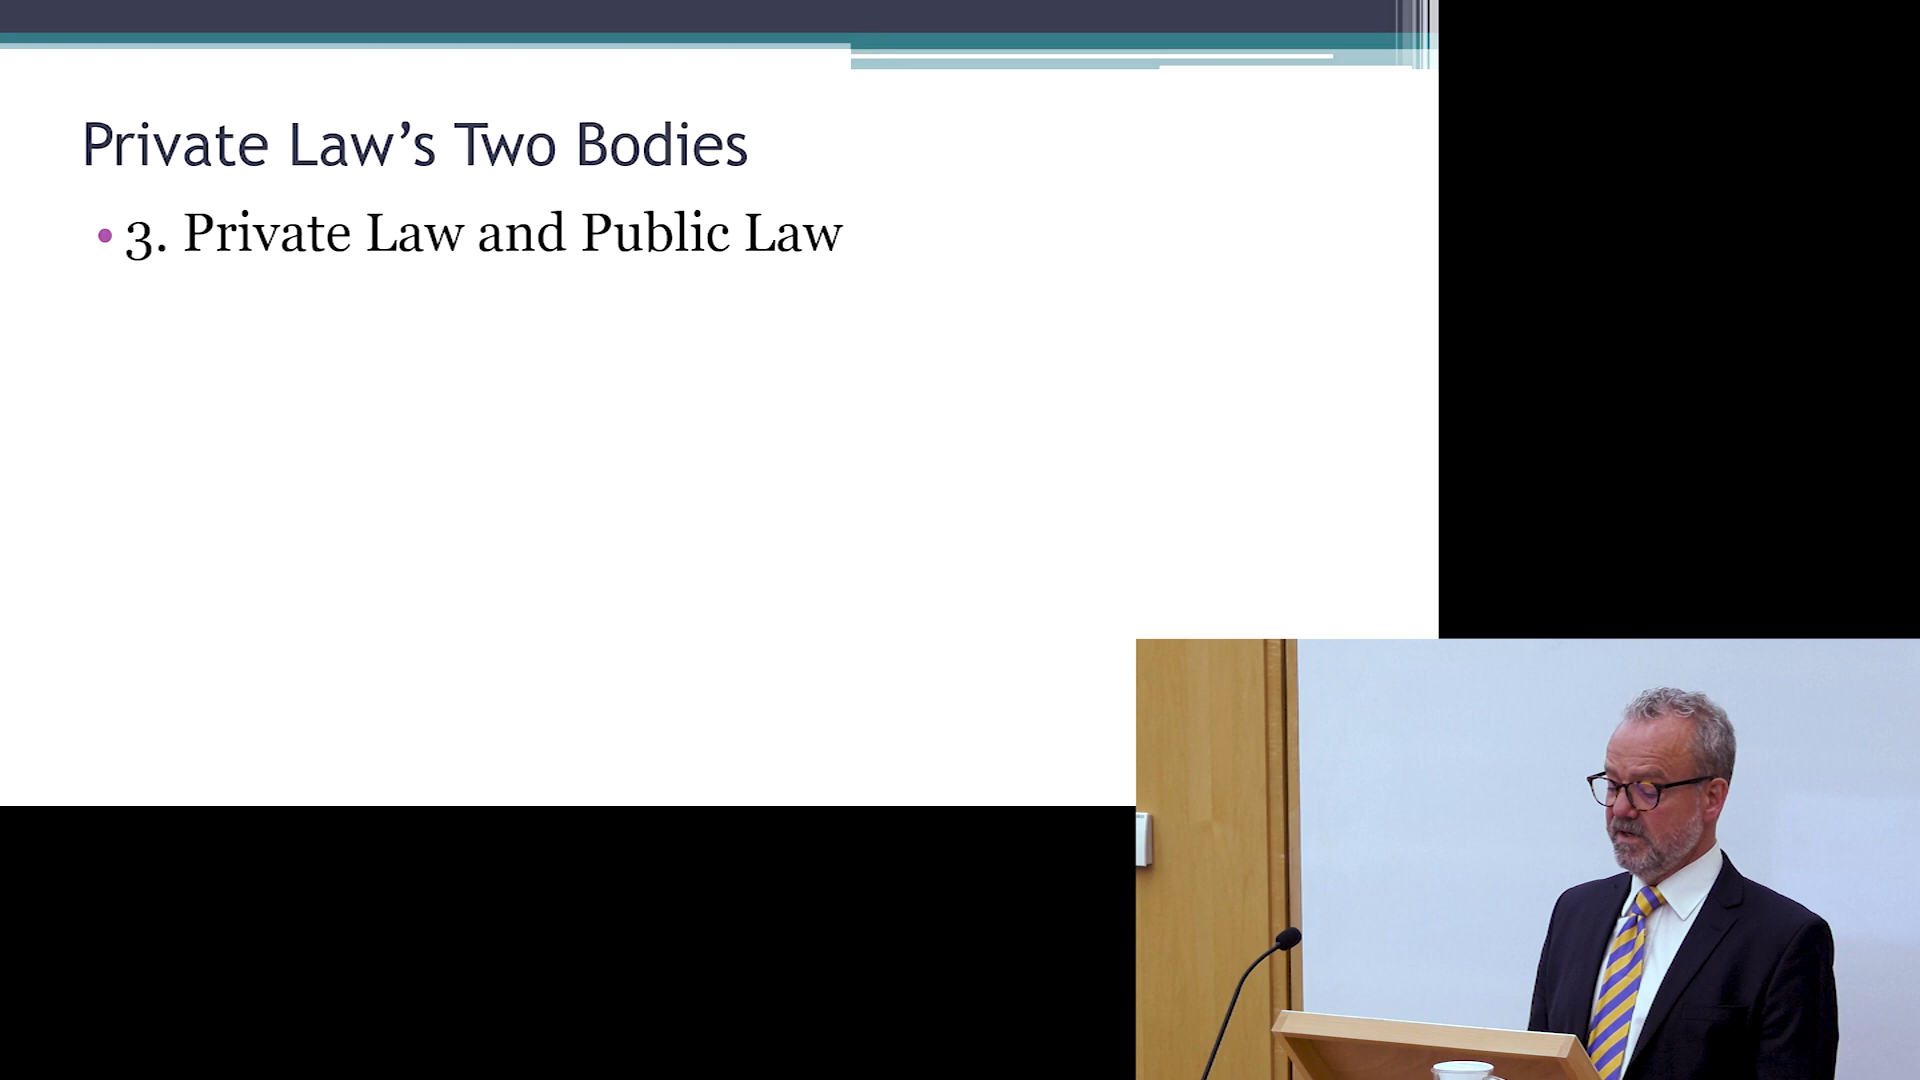 Private Law’s Two Bodies
• 3. Private Law and Public Law